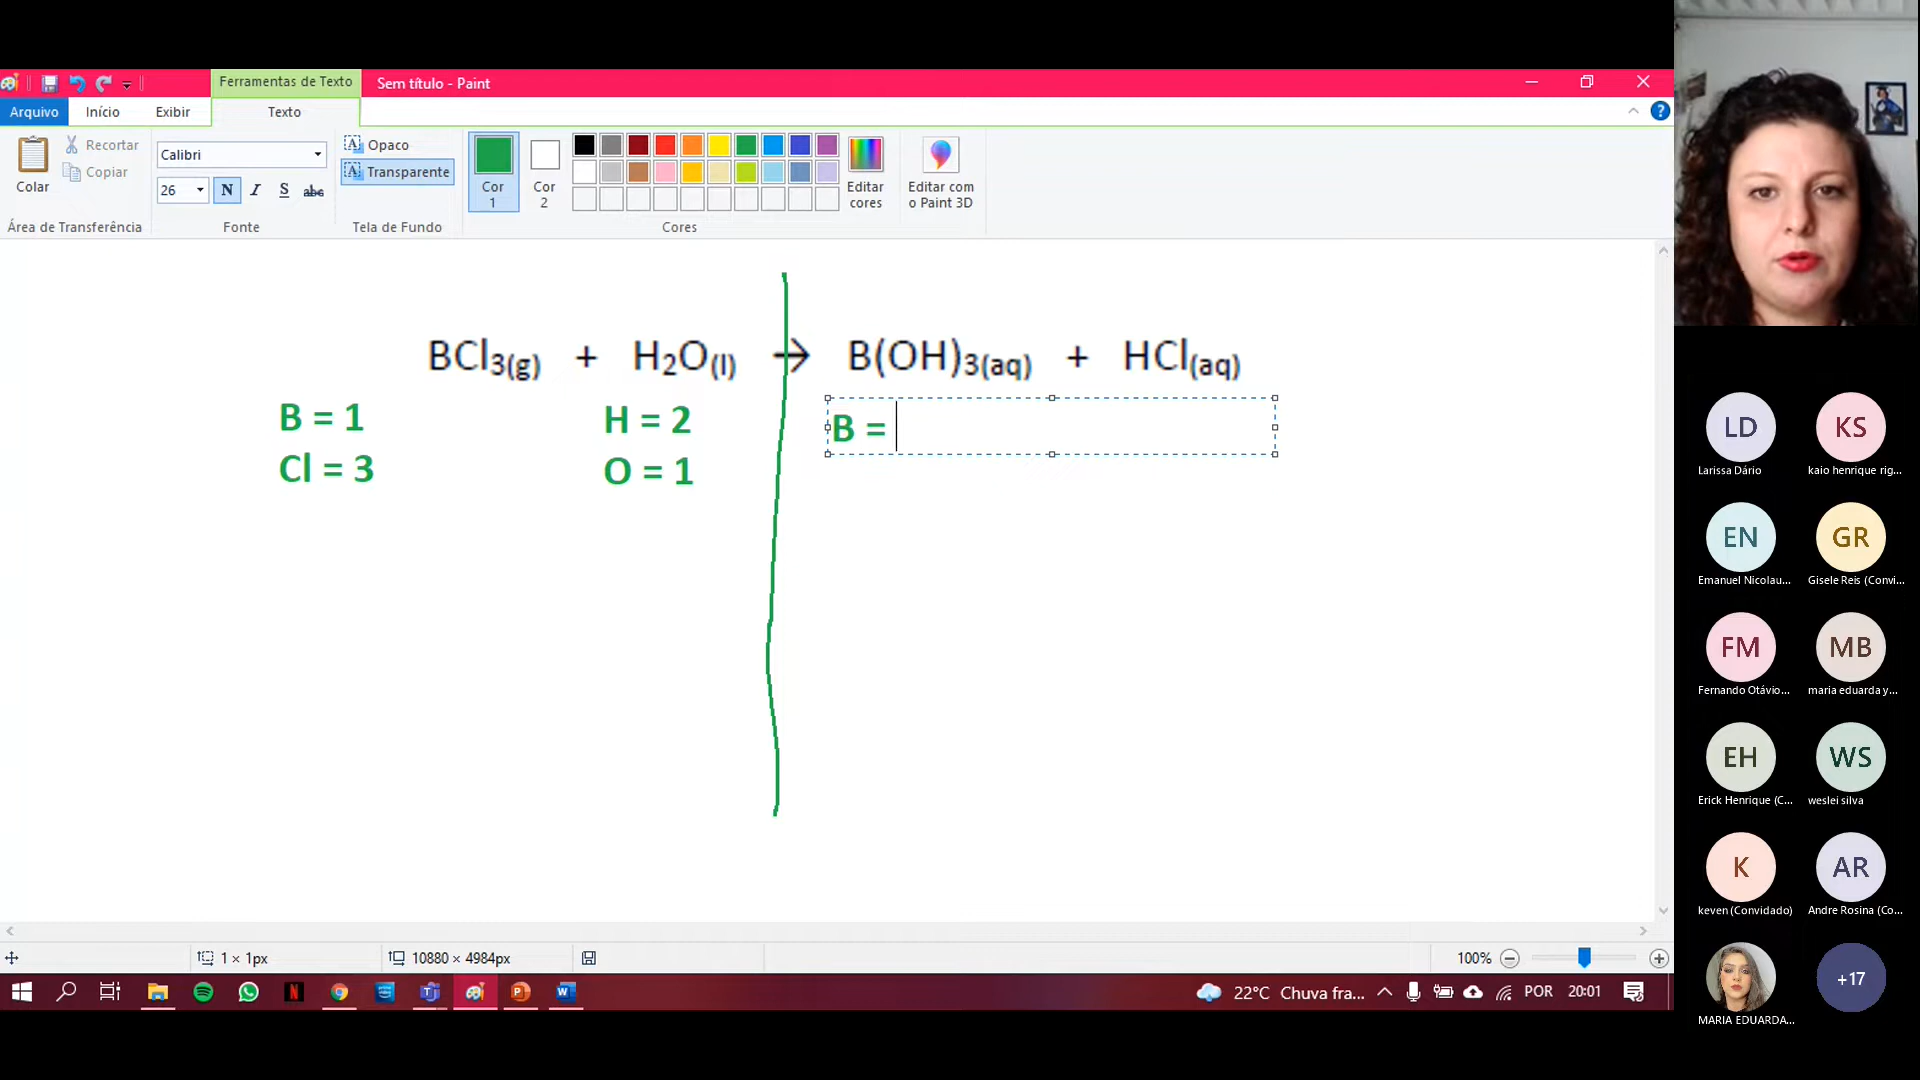 Ferramentas de Texto
Sem título - Paint
Arquivo
Início
Exibir
Texto
Colar
Recortar
Copiar
Área de Transferência
Calibri
26
N
I
S
abc
Fonte
A Opaco
A Transparente
Tela de Fundo
Cor
1
Cor
2
Cores
Editar
cores
Editar com
o Paint 3D
BCl3(g) + H2O(l) → B(OH)3(aq) + HCl(aq)
B = 1
Cl = 3
H = 2
O = 1
B =
1 × 1px
10880 × 4984px
100%
22°C Chuva fra...
POR
20:01
LD
Larissa Dário
KS
kaio henrique rig...
EN
Emanuel Nicolau...
GR
Gisele Reis (Convi...
FM
Fernando Otávio...
MB
maria eduarda y...
EH
Erick Henrique (C...
WS
weslei silva
K
keven (Convidado)
AR
Andre Rosina (Co...
MARIA EDUARDA...
+17